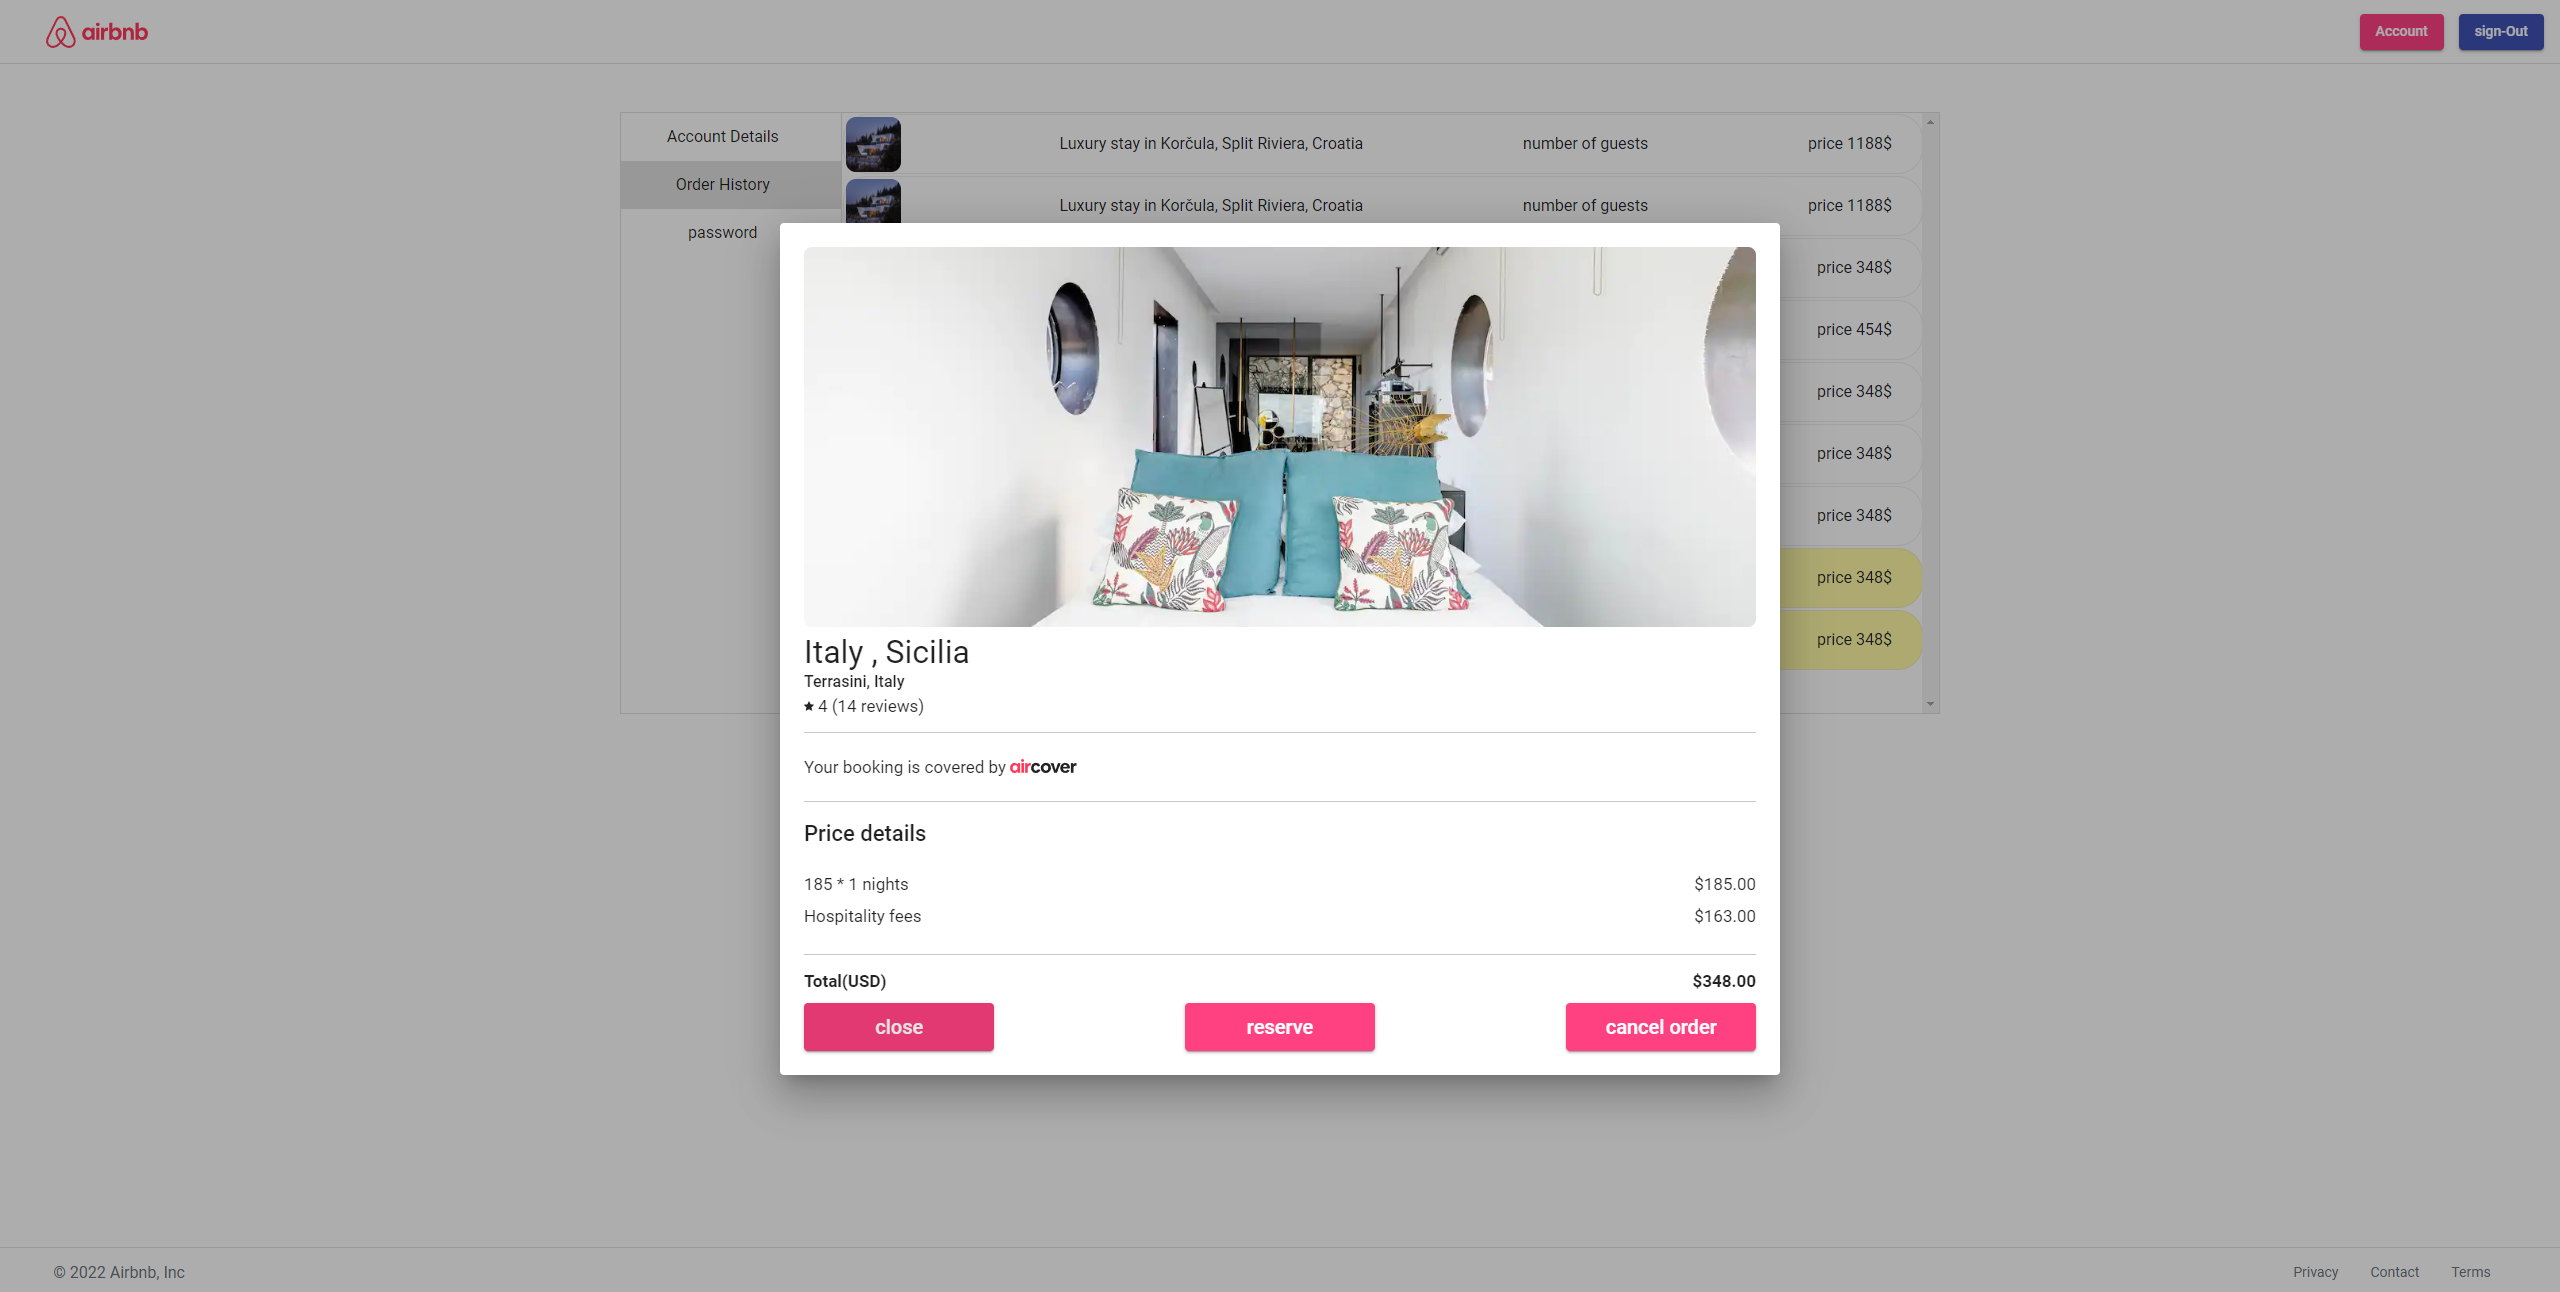 airbnb
Account
sign-Out
Account Details
Order History
password
Luxury stay in Korčula, Split Riviera, Croatia number of guests price 1188$
Luxury stay in Korčula, Split Riviera, Croatia number of guests price 1188$
price 348$
price 454$
price 348$
price 348$
price 348$
price 348$
price 348$
Italy , Sicilia
Terrasini, Italy
4 (14 reviews)
Your booking is covered by aircover
Price details
185 * 1 nights $185.00
Hospitality fees $163.00
Total(USD) $348.00
close reserve cancel order
© 2022 Airbnb, Inc
Privacy Contact Terms